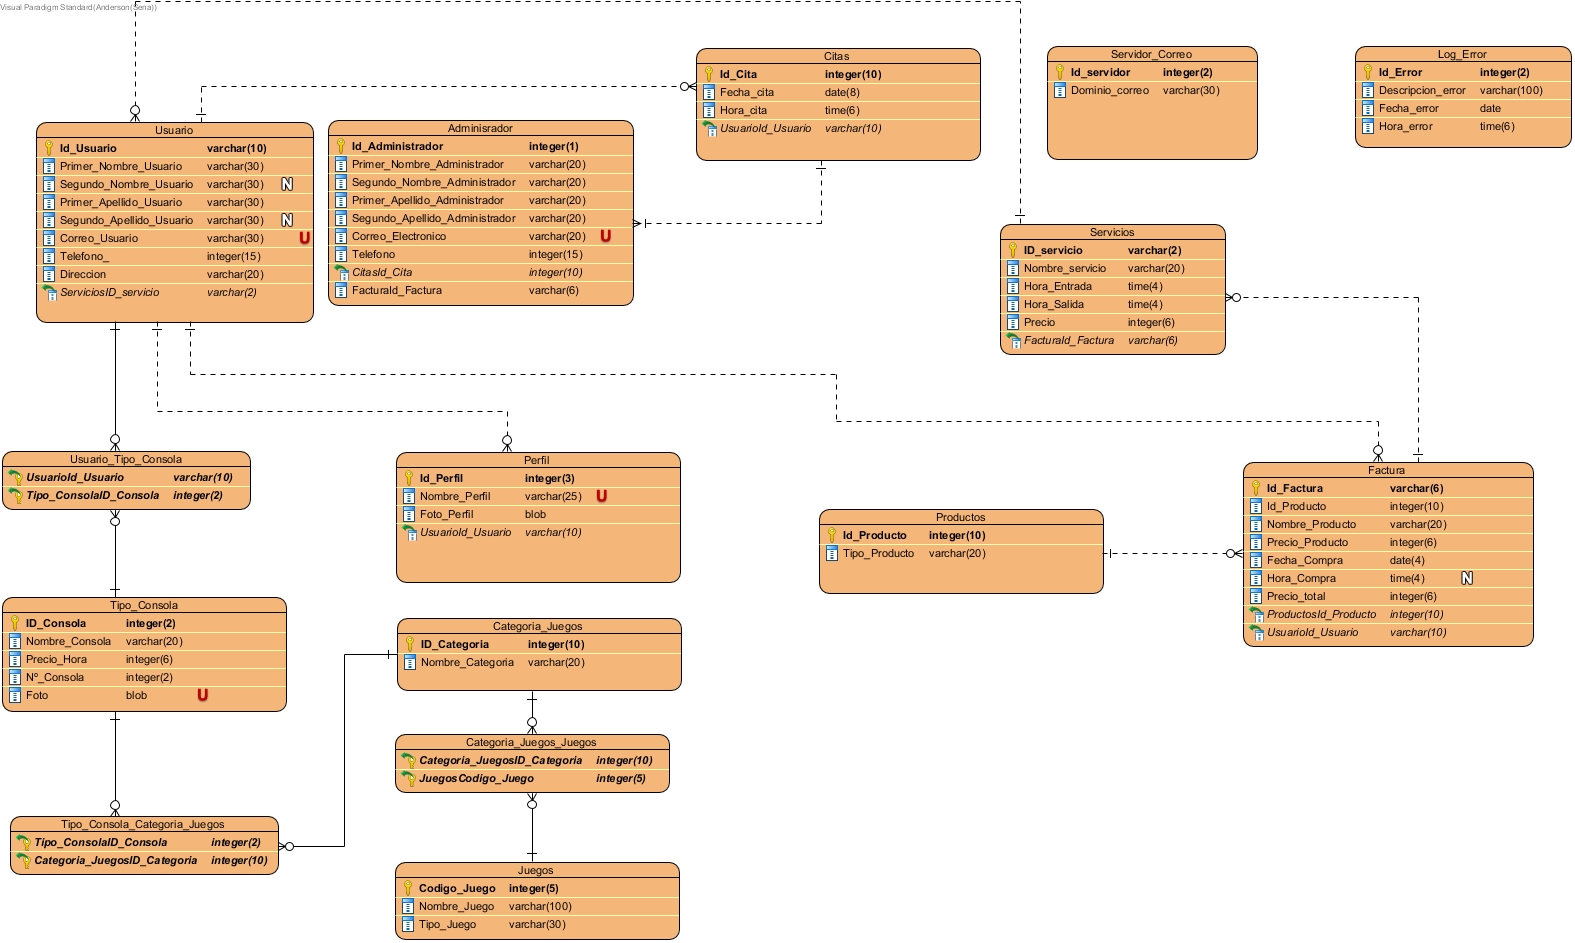 Visual Paradigm Standard(Anderson(Sena))
Usuario
Id_Usuario varchar(10)
Primer_Nombre_Usuario varchar(30)
Segundo_Nombre_Usuario varchar(30) N
Primer_Apellido_Usuario varchar(30)
Segundo_Apellido_Usuario varchar(30) N
Correo_Usuario varchar(30) U
Telefono_ integer(15)
Direccion varchar(20)
ServiciosID_servicio varchar(2)
Adminisrador
Id_Administrador integer(1)
Primer_Nombre_Administrador varchar(20)
Segundo_Nombre_Administrador varchar(20)
Primer_Apellido_Administrador varchar(20)
Segundo_Apellido_Administrador varchar(20)
Correo_Electronico varchar(20) U
Telefono integer(15)
CitasId_Cita integer(10)
FacturaId_Factura varchar(6)
Citas
Id_Cita integer(10)
Fecha_cita date(8)
Hora_cita time(6)
UsuarioId_Usuario varchar(10)
Servidor_Correo
Id_servidor integer(2)
Dominio_correo varchar(30)
Log_Error
Id_Error integer(2)
Descripcion_error varchar(100)
Fecha_error date
Hora_error time(6)
Servicios
ID_servicio varchar(2)
Nombre_servicio varchar(20)
Hora_Entrada time(4)
Hora_Salida time(4)
Precio integer(6)
FacturaId_Factura varchar(6)
Usuario_Tipo_Consola
UsuarioId_Usuario varchar(10)
Tipo_ConsolaID_Consola integer(2)
Perfil
Id_Perfil integer(3)
Nombre_Perfil varchar(25) U
Foto_Perfil blob
UsuarioId_Usuario varchar(10)
Productos
Id_Producto integer(10)
Tipo_Producto varchar(20)
Factura
Id_Factura varchar(6)
Id_Producto integer(10)
Nombre_Producto varchar(20)
Precio_Producto integer(6)
Fecha_Compra date(4)
Hora_Compra time(4) N
Precio_total integer(6)
ProductosId_Producto integer(10)
UsuarioId_Usuario varchar(10)
Tipo_Consola
ID_Consola integer(2)
Nombre_Consola varchar(20)
Precio_Hora integer(6)
Nº_Consola integer(2)
Foto blob U
Categoria_Juegos
ID_Categoria integer(10)
Nombre_Categoria varchar(20)
Categoria_Juegos_Juegos
Categoria_JuegosID_Categoria integer(10)
JuegosCodigo_Juego integer(5)
Tipo_Consola_Categoria_Juegos
Tipo_ConsolaID_Consola integer(2)
Categoria_JuegosID_Categoria integer(10)
Juegos
Codigo_Juego integer(5)
Nombre_Juego varchar(100)
Tipo_Juego varchar(30)